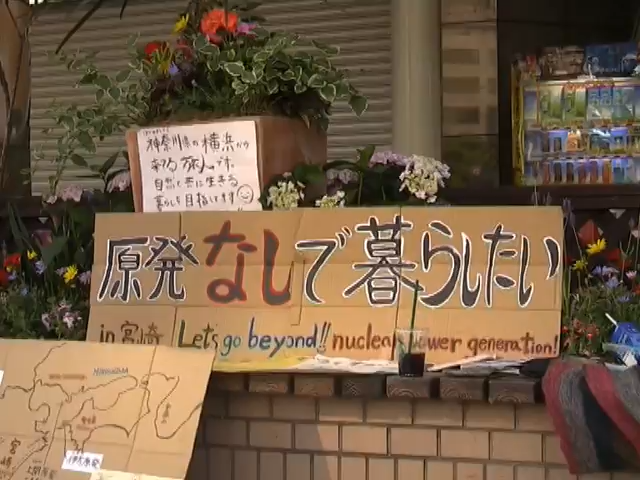 神奈川県の横浜から
来た旅人です。
自然と共に生きる
暮らしを目指してます
原発なしで暮らしたい
in 宮崎 Let's go beyond!! nuclear power generation!